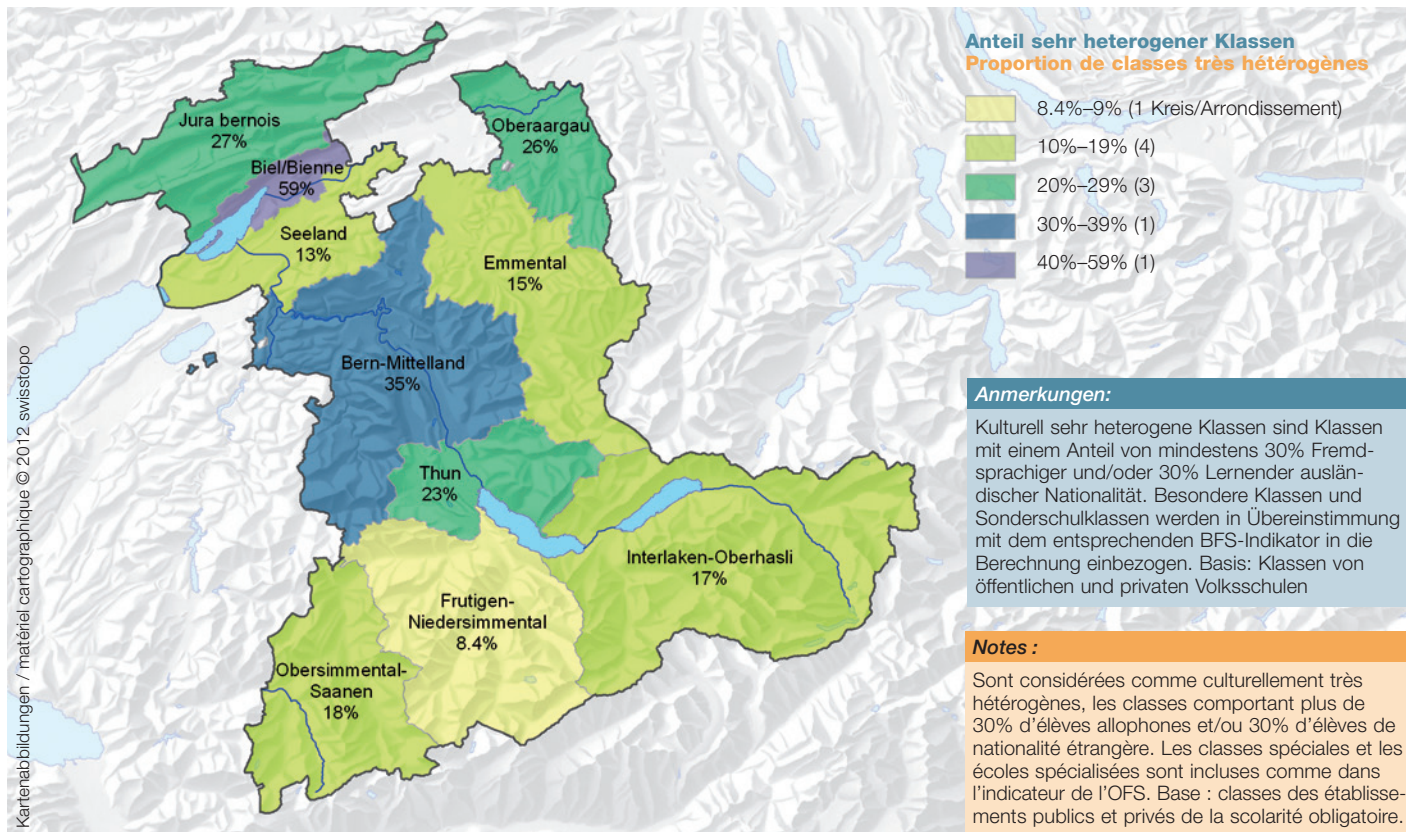 Anteil sehr heterogener Klassen
Proportion de classes très hétérogènes
8.4%–9% (1 Kreis/Arrondissement)
10%–19% (4)
20%–29% (3)
30%–39% (1)
40%–59% (1)
Jura bernois
27%
Oberaargau
26%
Biel/Bienne
59%
Seeland
13%
Emmental
15%
Bern-Mittelland
35%
Thun
23%
Interlaken-Oberhasli
17%
Frutigen-
Niedersimmental
8.4%
Obersimmental-
Saanen
18%
Anmerkungen:
Kulturell sehr heterogene Klassen sind Klassen
mit einem Anteil von mindestens 30% Fremd-
sprachiger und/oder 30% Lernender auslän-
discher Nationalität. Besondere Klassen und
Sonderschulklassen werden in Übereinstimmung
mit dem entsprechenden BFS-Indikator in die
Berechnung einbezogen. Basis: Klassen von
öffentlichen und privaten Volksschulen
Notes :
Sont considérées comme culturellement très
hétérogènes, les classes comportant plus de
30% d'élèves allophones et/ou 30% d'élèves de
nationalité étrangère. Les classes spéciales et les
écoles spécialisées sont incluses comme dans
l'indicateur de l'OFS. Base : classes des établisse-
ments publics et privés de la scolarité obligatoire.
Kartenabbildungen / matériel cartographique © 2012 swisstopo